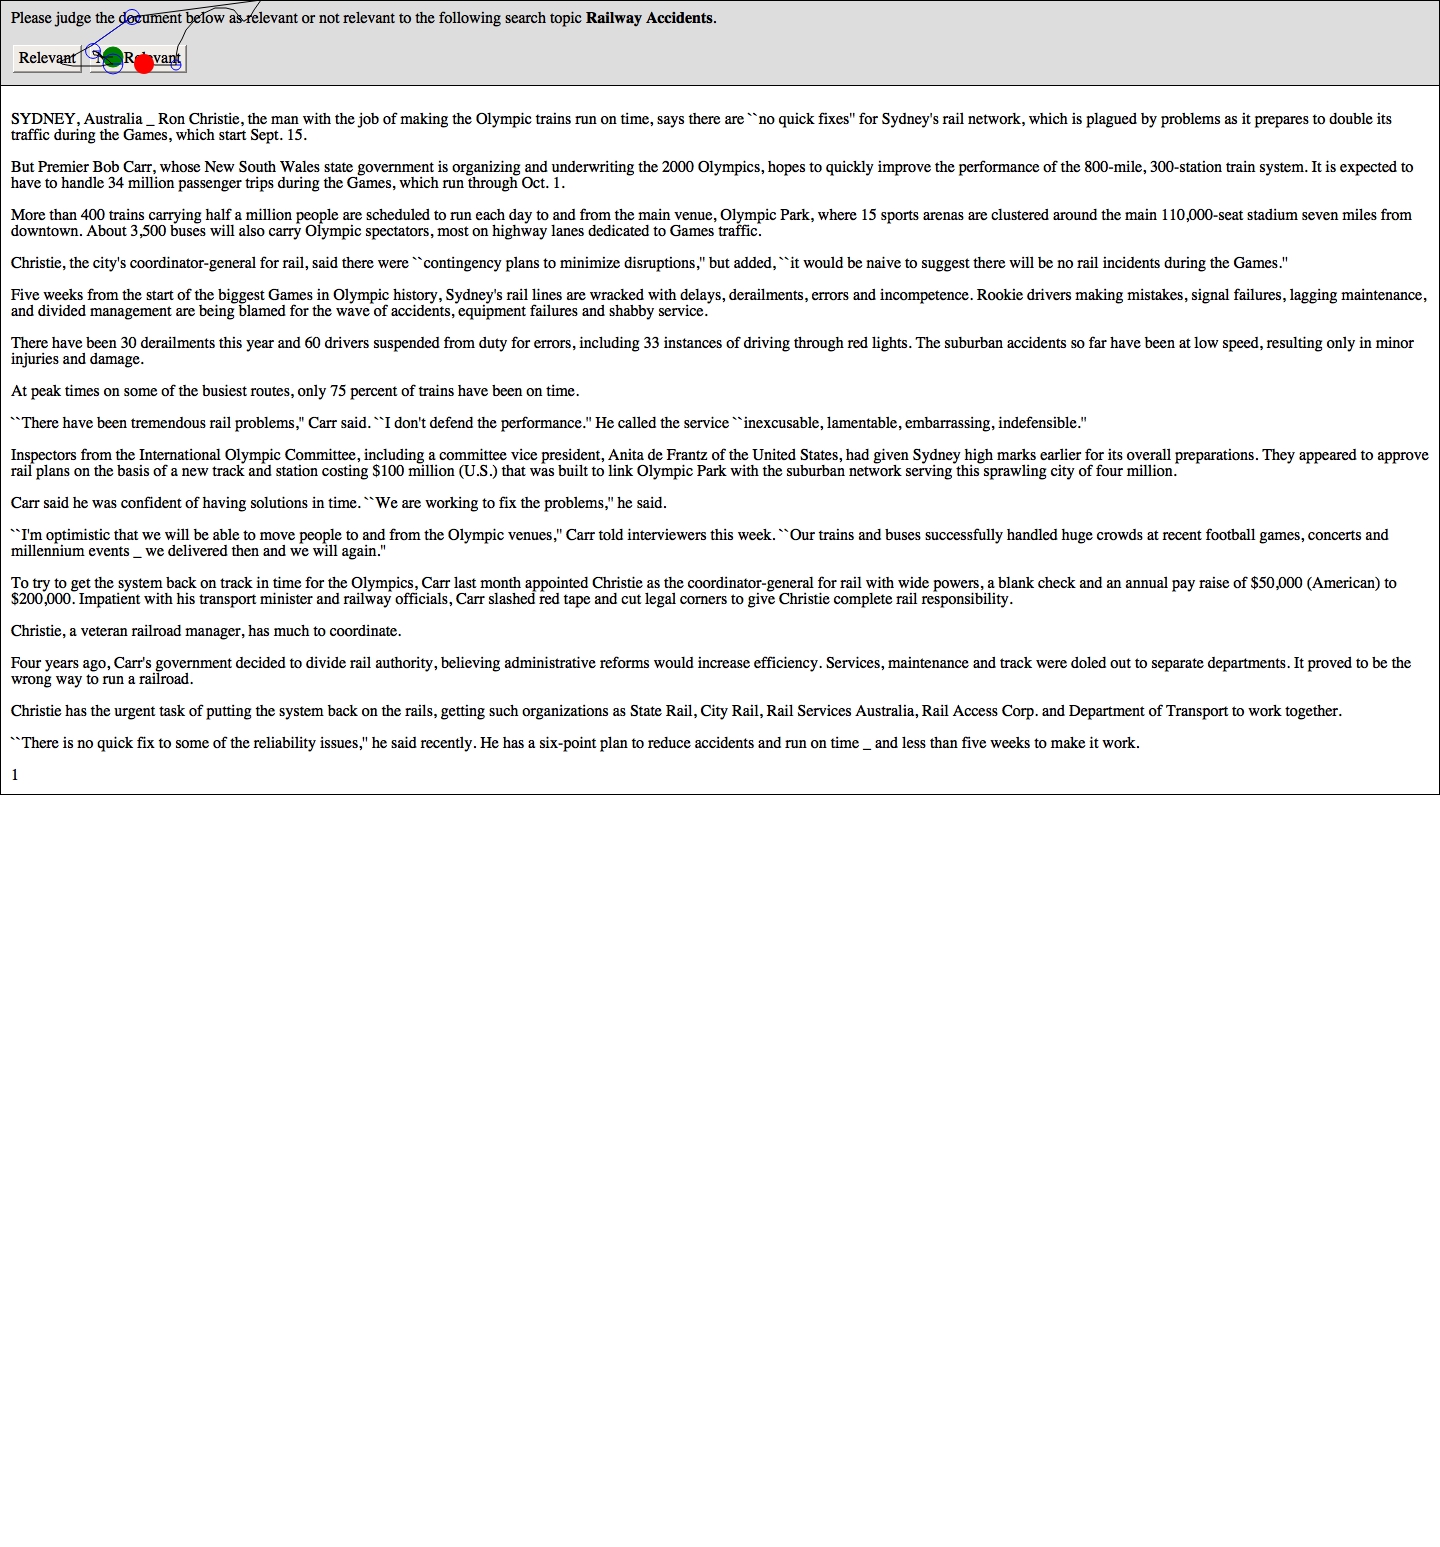 Please judge the document below as relevant or not relevant to the following search topic Railway Accidents.
Relevant Relevant
SYDNEY, Australia _ Ron Christie, the man with the job of making the Olympic trains run on time, says there are ``no quick fixes'' for Sydney's rail network, which is plagued by problems as it prepares to double its
traffic during the Games, which start Sept. 15.
But Premier Bob Carr, whose New South Wales state government is organizing and underwriting the 2000 Olympics, hopes to quickly improve the performance of the 800-mile, 300-station train system. It is expected to
have to handle 34 million passenger trips during the Games, which run through Oct. 1.
More than 400 trains carrying half a million people are scheduled to run each day to and from the main venue, Olympic Park, where 15 sports arenas are clustered around the main 110,000-seat stadium seven miles from
downtown. About 3,500 buses will also carry Olympic spectators, most on highway lanes dedicated to Games traffic.
Christie, the city's coordinator-general for rail, said there were ``contingency plans to minimize disruptions,'' but added, ``it would be naive to suggest there will be no rail incidents during the Games.''
Five weeks from the start of the biggest Games in Olympic history, Sydney's rail lines are wracked with delays, derailments, errors and incompetence. Rookie drivers making mistakes, signal failures, lagging maintenance,
and divided management are being blamed for the wave of accidents, equipment failures and shabby service.
There have been 30 derailments this year and 60 drivers suspended from duty for errors, including 33 instances of driving through red lights. The suburban accidents so far have been at low speed, resulting only in minor
injuries and damage.
At peak times on some of the busiest routes, only 75 percent of trains have been on time.
``There have been tremendous rail problems,'' Carr said. ``I don't defend the performance.'' He called the service ``inexcusable, lamentable, embarrassing, indefensible.''
Inspectors from the International Olympic Committee, including a committee vice president, Anita de Frantz of the United States, had given Sydney high marks earlier for its overall preparations. They appeared to approve
rail plans on the basis of a new track and station costing $100 million (U.S.) that was built to link Olympic Park with the suburban network serving this sprawling city of four million.
Carr said he was confident of having solutions in time. ``We are working to fix the problems,'' he said.
``I'm optimistic that we will be able to move people to and from the Olympic venues,'' Carr told interviewers this week. ``Our trains and buses successfully handled huge crowds at recent football games, concerts and
millennium events _ we delivered then and we will again.''
To try to get the system back on track in time for the Olympics, Carr last month appointed Christie as the coordinator-general for rail with wide powers, a blank check and an annual pay raise of $50,000 (American) to
$200,000. Impatient with his transport minister and railway officials, Carr slashed red tape and cut legal corners to give Christie complete rail responsibility.
Christie, a veteran railroad manager, has much to coordinate.
Four years ago, Carr's government decided to divide rail authority, believing administrative reforms would increase efficiency. Services, maintenance and track were doled out to separate departments. It proved to be the
wrong way to run a railroad.
Christie has the urgent task of putting the system back on the rails, getting such organizations as State Rail, City Rail, Rail Services Australia, Rail Access Corp. and Department of Transport to work together.
``There is no quick fix to some of the reliability issues,'' he said recently. He has a six-point plan to reduce accidents and run on time _ and less than five weeks to make it work.
1